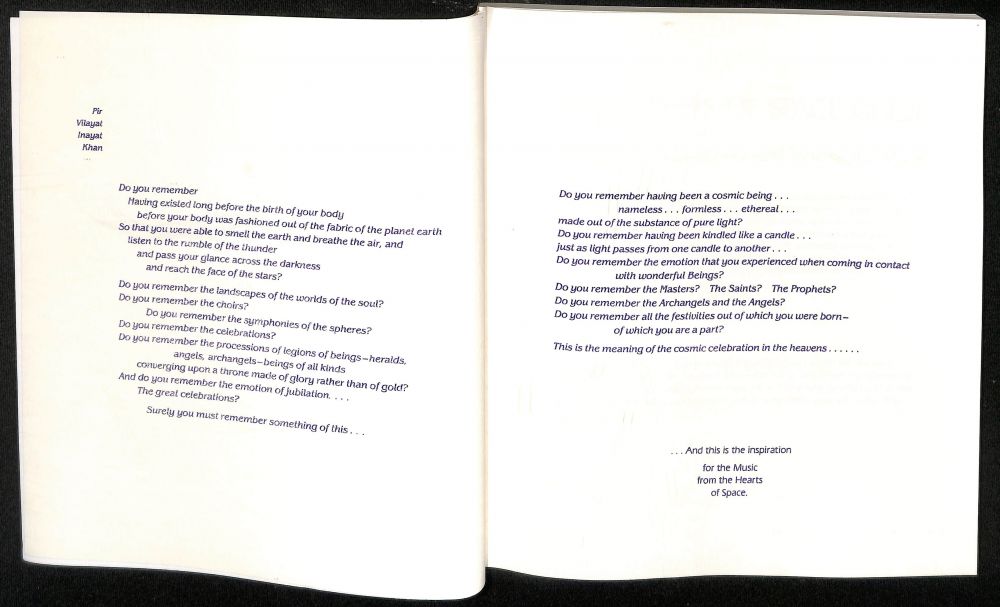 Pir
Vilayat
Inayat
Khan
Do you remember
Having existed long before the birth of your body
before your body was fashioned out of the fabric of the planet earth
So that you were able to smell the earth and breathe the air, and
listen to the rumble of the thunder
and pass your glance across the darkness
and reach the face of the stars?
Do you remember the landscapes of the worlds of the soul?
Do you remember the choirs?
Do you remember the symphonies of the spheres?
Do you remember the celebrations?
Do you remember the processions of legions of beings—heralds,
angels, archangels—beings of all kinds
converging upon a throne made of glory rather than of gold?
And do you remember the emotion of jubilation. . . .
The great celebrations?
Surely you must remember something of this . . .
Do you remember having been a cosmic being . . .
nameless . . . formless . . . ethereal . . .
made out of the substance of pure light?
Do you remember having been kindled like a candle . . .
just as light passes from one candle to another . . .
Do you remember the emotion that you experienced when coming in contact
with wonderful Beings?
Do you remember the Masters? The Saints? The Prophets?
Do you remember the Archangels and the Angels?
Do you remember all the festivities out of which you were born—
of which you are a part?
This is the meaning of the cosmic celebration in the heavens . . . . . .
. . . And this is the inspiration
for the Music
from the Hearts
of Space.